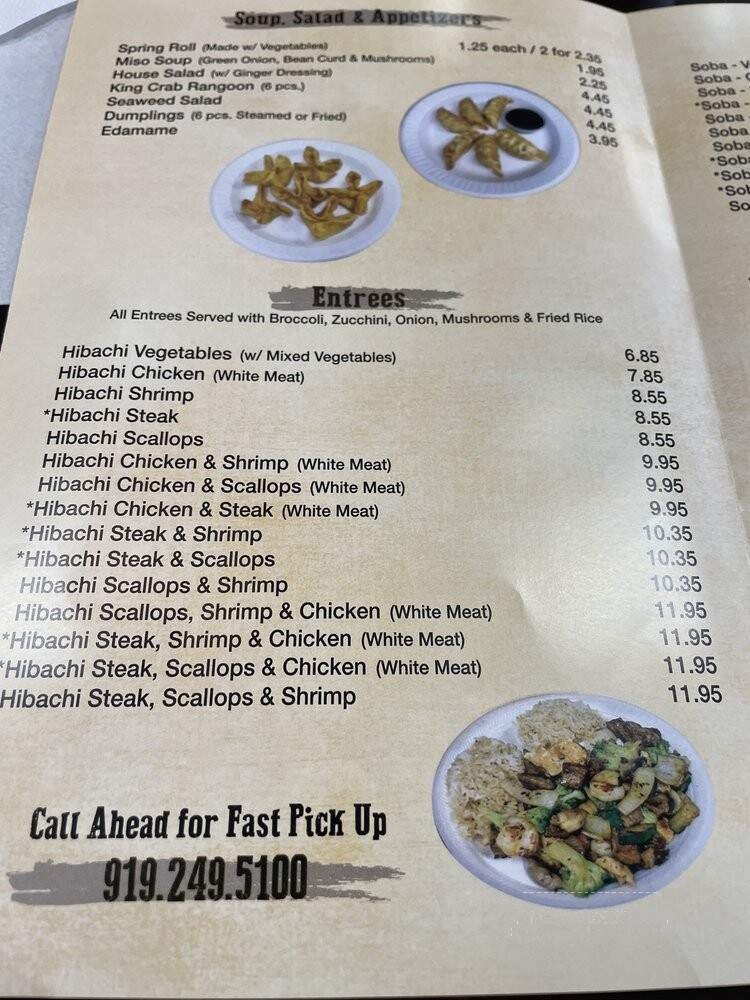 Soup, Salad & Appetizers
Spring Roll (Made w/ Vegetables) 1.25 each / 2 for 2.35
Miso Soup (Green Onion, Bean Curd & Mushrooms) 1.95
House Salad (w/ Ginger Dressing) 2.25
King Crab Rangoon (6 pcs.) 4.45
Seaweed Salad 4.45
Dumplings (6 pcs. Steamed or Fried) 4.45
Edamame 3.95
Entrees
All Entrees Served with Broccoli, Zucchini, Onion, Mushrooms & Fried Rice
Hibachi Vegetables (w/ Mixed Vegetables) 6.85
Hibachi Chicken (White Meat) 7.85
Hibachi Shrimp 8.55
*Hibachi Steak 8.55
Hibachi Scallops 8.55
Hibachi Chicken & Shrimp (White Meat) 9.95
Hibachi Chicken & Scallops (White Meat) 9.95
*Hibachi Chicken & Steak (White Meat) 9.95
*Hibachi Steak & Shrimp 10.35
*Hibachi Steak & Scallops 10.35
Hibachi Scallops & Shrimp 10.35
Hibachi Scallops, Shrimp & Chicken (White Meat) 11.95
*Hibachi Steak, Shrimp & Chicken (White Meat) 11.95
*Hibachi Steak, Scallops & Chicken (White Meat) 11.95
Hibachi Steak, Scallops & Shrimp 11.95
Call Ahead for Fast Pick Up
919.249.5100
Soba - V
Soba -
Soba -
*Soba -
Soba
Soba
Soba
*Soba
*Sob
*Sob
So